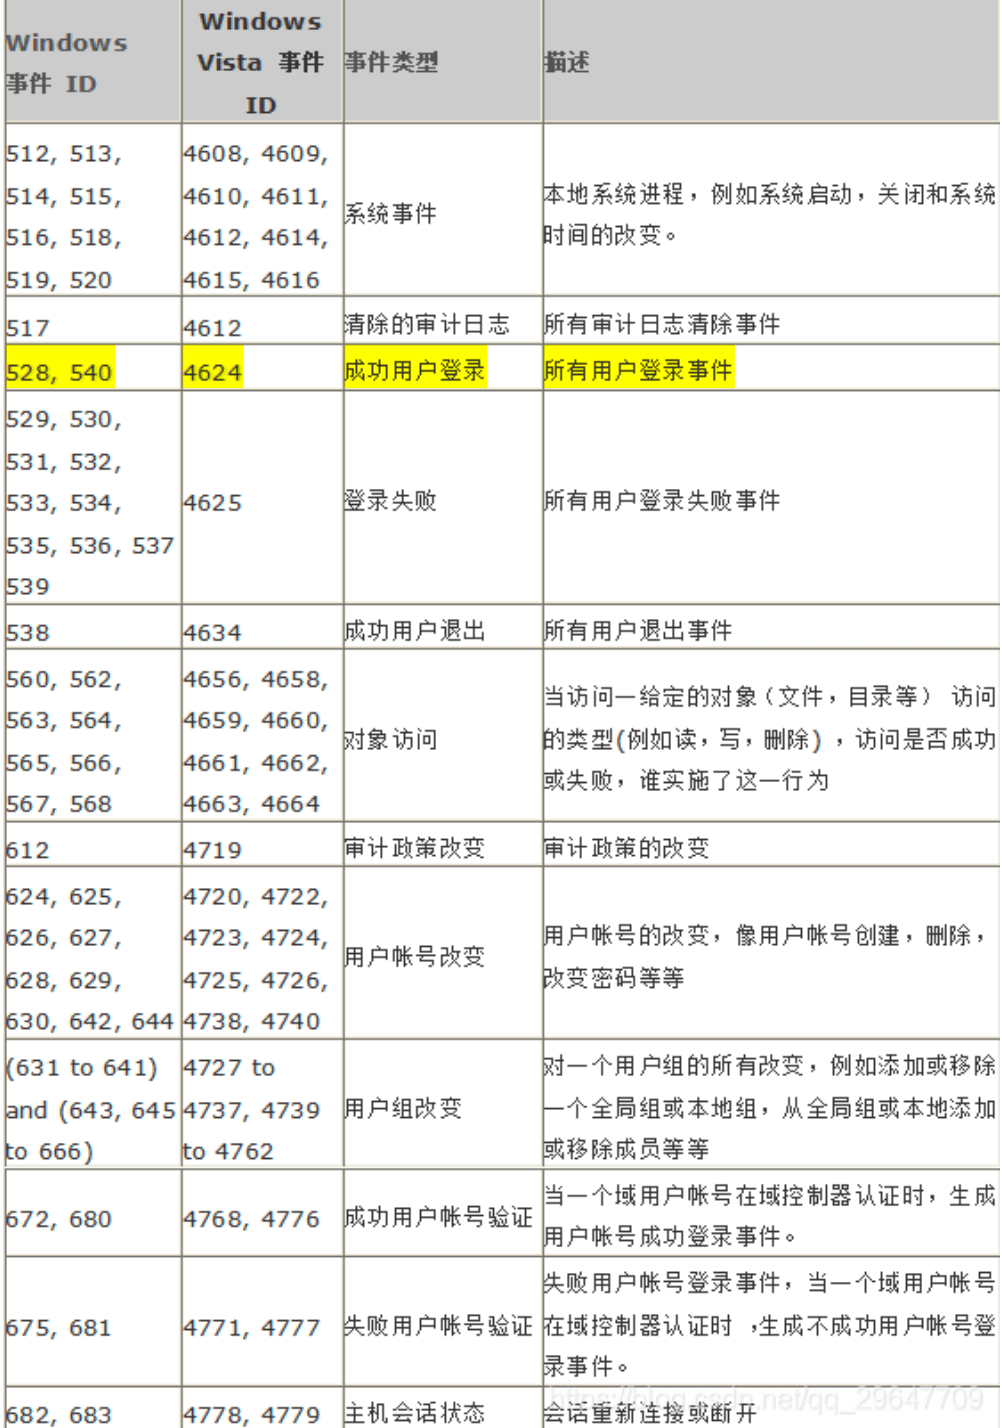 Windows 事件 ID
Windows Vista 事件 ID
事件类型
描述
512, 513,
514, 515,
516, 518,
519, 520
4608, 4609,
4610, 4611,
4612, 4614,
4615, 4616
系统事件
本地系统进程，例如系统启动，关闭和系统
时间的改变。
517
4612
清除的审计日志
所有审计日志清除事件
528, 540
4624
成功用户登录
所有用户登录事件
529, 530,
531, 532,
533, 534,
535, 536, 537
539
4625
登录失败
所有用户登录失败事件
538
4634
成功用户退出
所有用户退出事件
560, 562,
563, 564,
565, 566,
567, 568
4656, 4658,
4659, 4660,
4661, 4662,
4663, 4664
对象访问
当访问一给定的对象（文件，目录等） 访问
的类型(例如读，写，删除)，访问是否成功
或失败，谁实施了这一行为
612
4719
审计政策改变
审计政策的改变
624, 625,
626, 627,
628, 629,
630, 642, 644
4720, 4722,
4723, 4724,
4725, 4726,
4738, 4740
用户帐号改变
用户帐号的改变，像用户帐号创建，删除，
改变密码等等
(631 to 641)
and (643, 645
to 666)
4727 to
4737, 4739
to 4762
用户组改变
对一个用户组的所有改变，例如添加或移除
一个全局组或本地组，从全局组或本地添加
或移除成员等等
672, 680
4768, 4776
成功用户帐号验证
当一个域用户帐号在域控制器认证时，生成
用户帐号成功登录事件。
675, 681
4771, 4777
失败用户帐号验证
失败用户帐号登录事件，当一个域用户帐号
在域控制器认证时 ，生成不成功用户帐号登
录事件。
682, 683
4778, 4779
主机会话状态
会话重新连接或断开
https://blog.csdn.net/qq_29647709